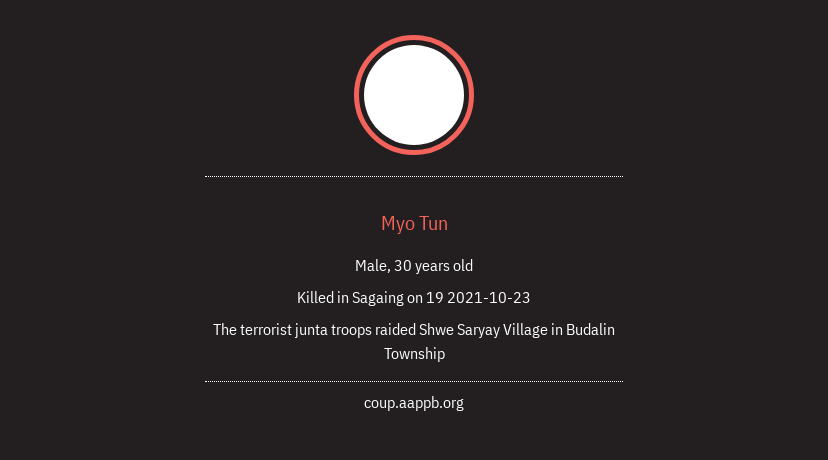 Myo Tun
Male, 30 years old
Killed in Sagaing on 19 2021-10-23
The terrorist junta troops raided Shwe Saryay Village in Budalin
Township
coup.aappb.org